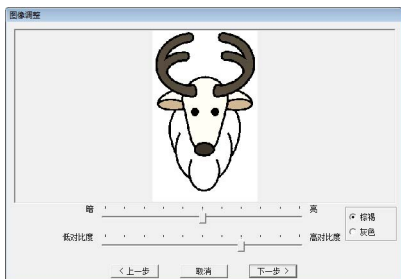 图像调整
暗 亮
低对比度 高对比度
棕褐
灰色
<上一步 取消 下一步>